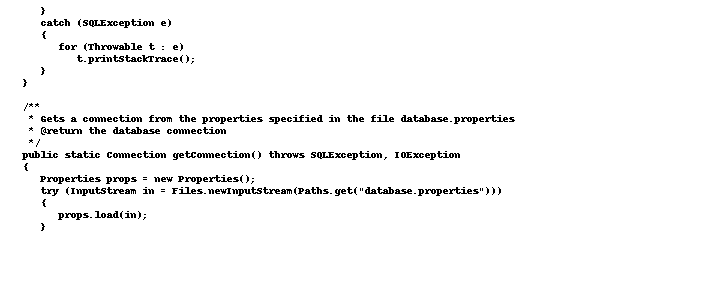 }
catch (SQLException e)
{
for (Throwable t : e)
t.printStackTrace();
}
}
/**
* Gets a connection from the properties specified in the file database.properties
* @return the database connection
*/
public static Connection getConnection() throws SQLException, IOException
{
Properties props = new Properties();
try (InputStream in = Files.newInputStream(Paths.get("database.properties")))
{
props.load(in);
}